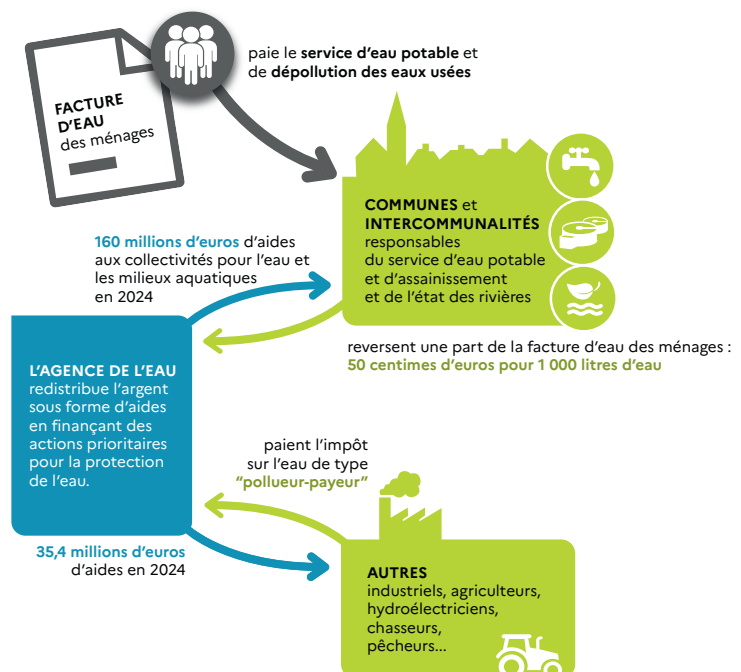 paie le service d'eau potable et
de dépollution des eaux usées
FACTURE
D'EAU
des ménages
COMMUNES et
INTERCOMMUNALITÉS
responsables
du service d'eau potable
et d'assainissement
et de l'état des rivières
160 millions d'euros d'aides
aux collectivités pour l'eau et
les milieux aquatiques
en 2024
reversent une part de la facture d'eau des ménages :
50 centimes d'euros pour 1 000 litres d'eau
L'AGENCE DE L'EAU
redistribue l'argent
sous forme d'aides
en finançant des
actions prioritaires
pour la protection
de l'eau.
paient l'impôt
sur l'eau de type
"pollueur-payeur"
35,4 millions d'euros
d'aides en 2024
AUTRES
industriels, agriculteurs,
hydroélectriciens,
chasseurs,
pêcheurs...